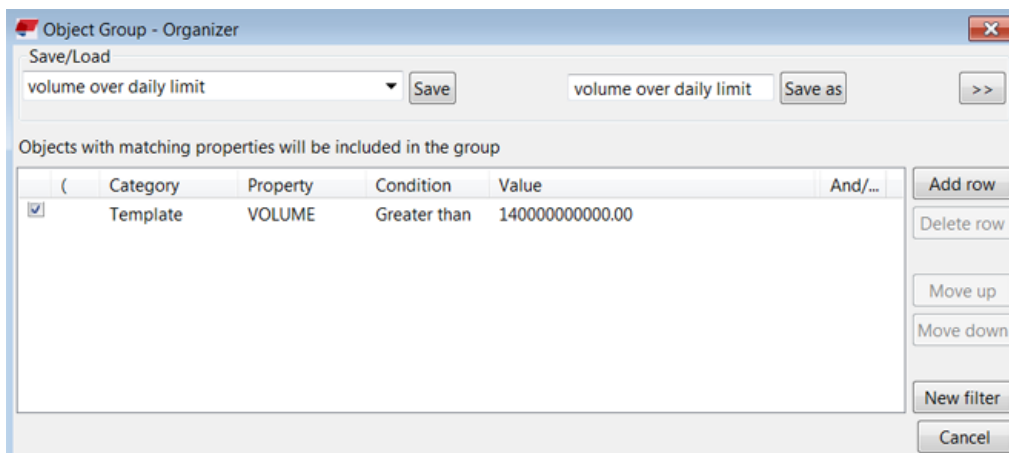 Object Group - Organizer
Save/Load
volume over daily limit Save volume over daily limit Save as >>
Objects with matching properties will be included in the group
( Category Property Condition Value And/...
Template VOLUME Greater than 140000000000.00
Add row
Delete row
Move up
Move down
New filter
Cancel